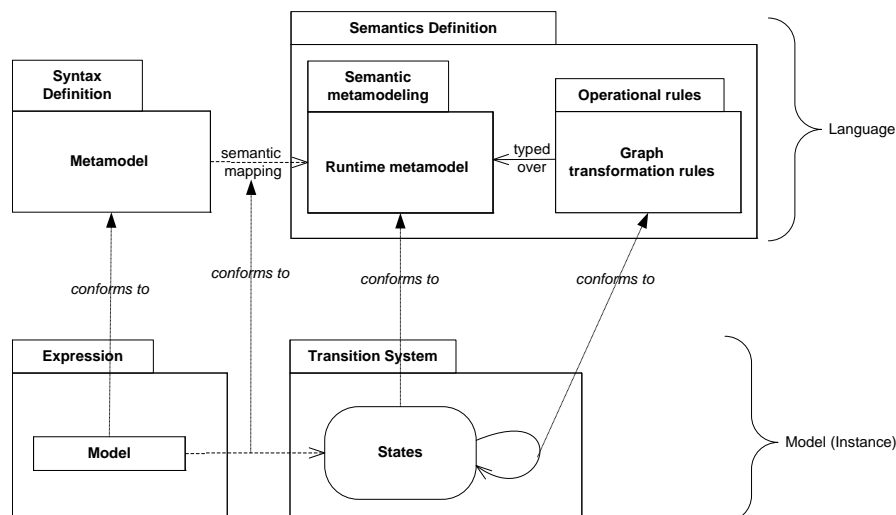 Semantics Definition
Syntax
Definition
Semantic
metamodeling
Operational rules
Metamodel
semantic
mapping
Runtime metamodel
typed
over
Graph
transformation rules
Language
conforms to
conforms to
conforms to
conforms to
Expression
Transition System
Model
States
Model (Instance)